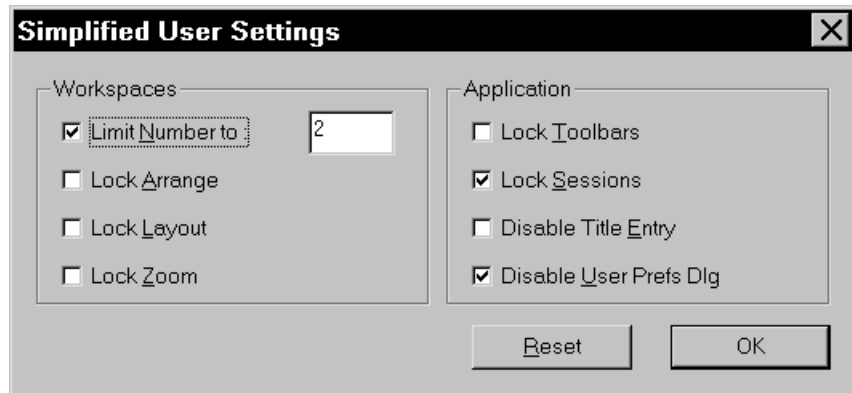 Simplified User Settings
Workspaces
Limit Number to :
2
Lock Arrange
Lock Layout
Lock Zoom
Application
Lock Toolbars
Lock Sessions
Disable Title Entry
Disable User Prefs Dlg
Reset
OK